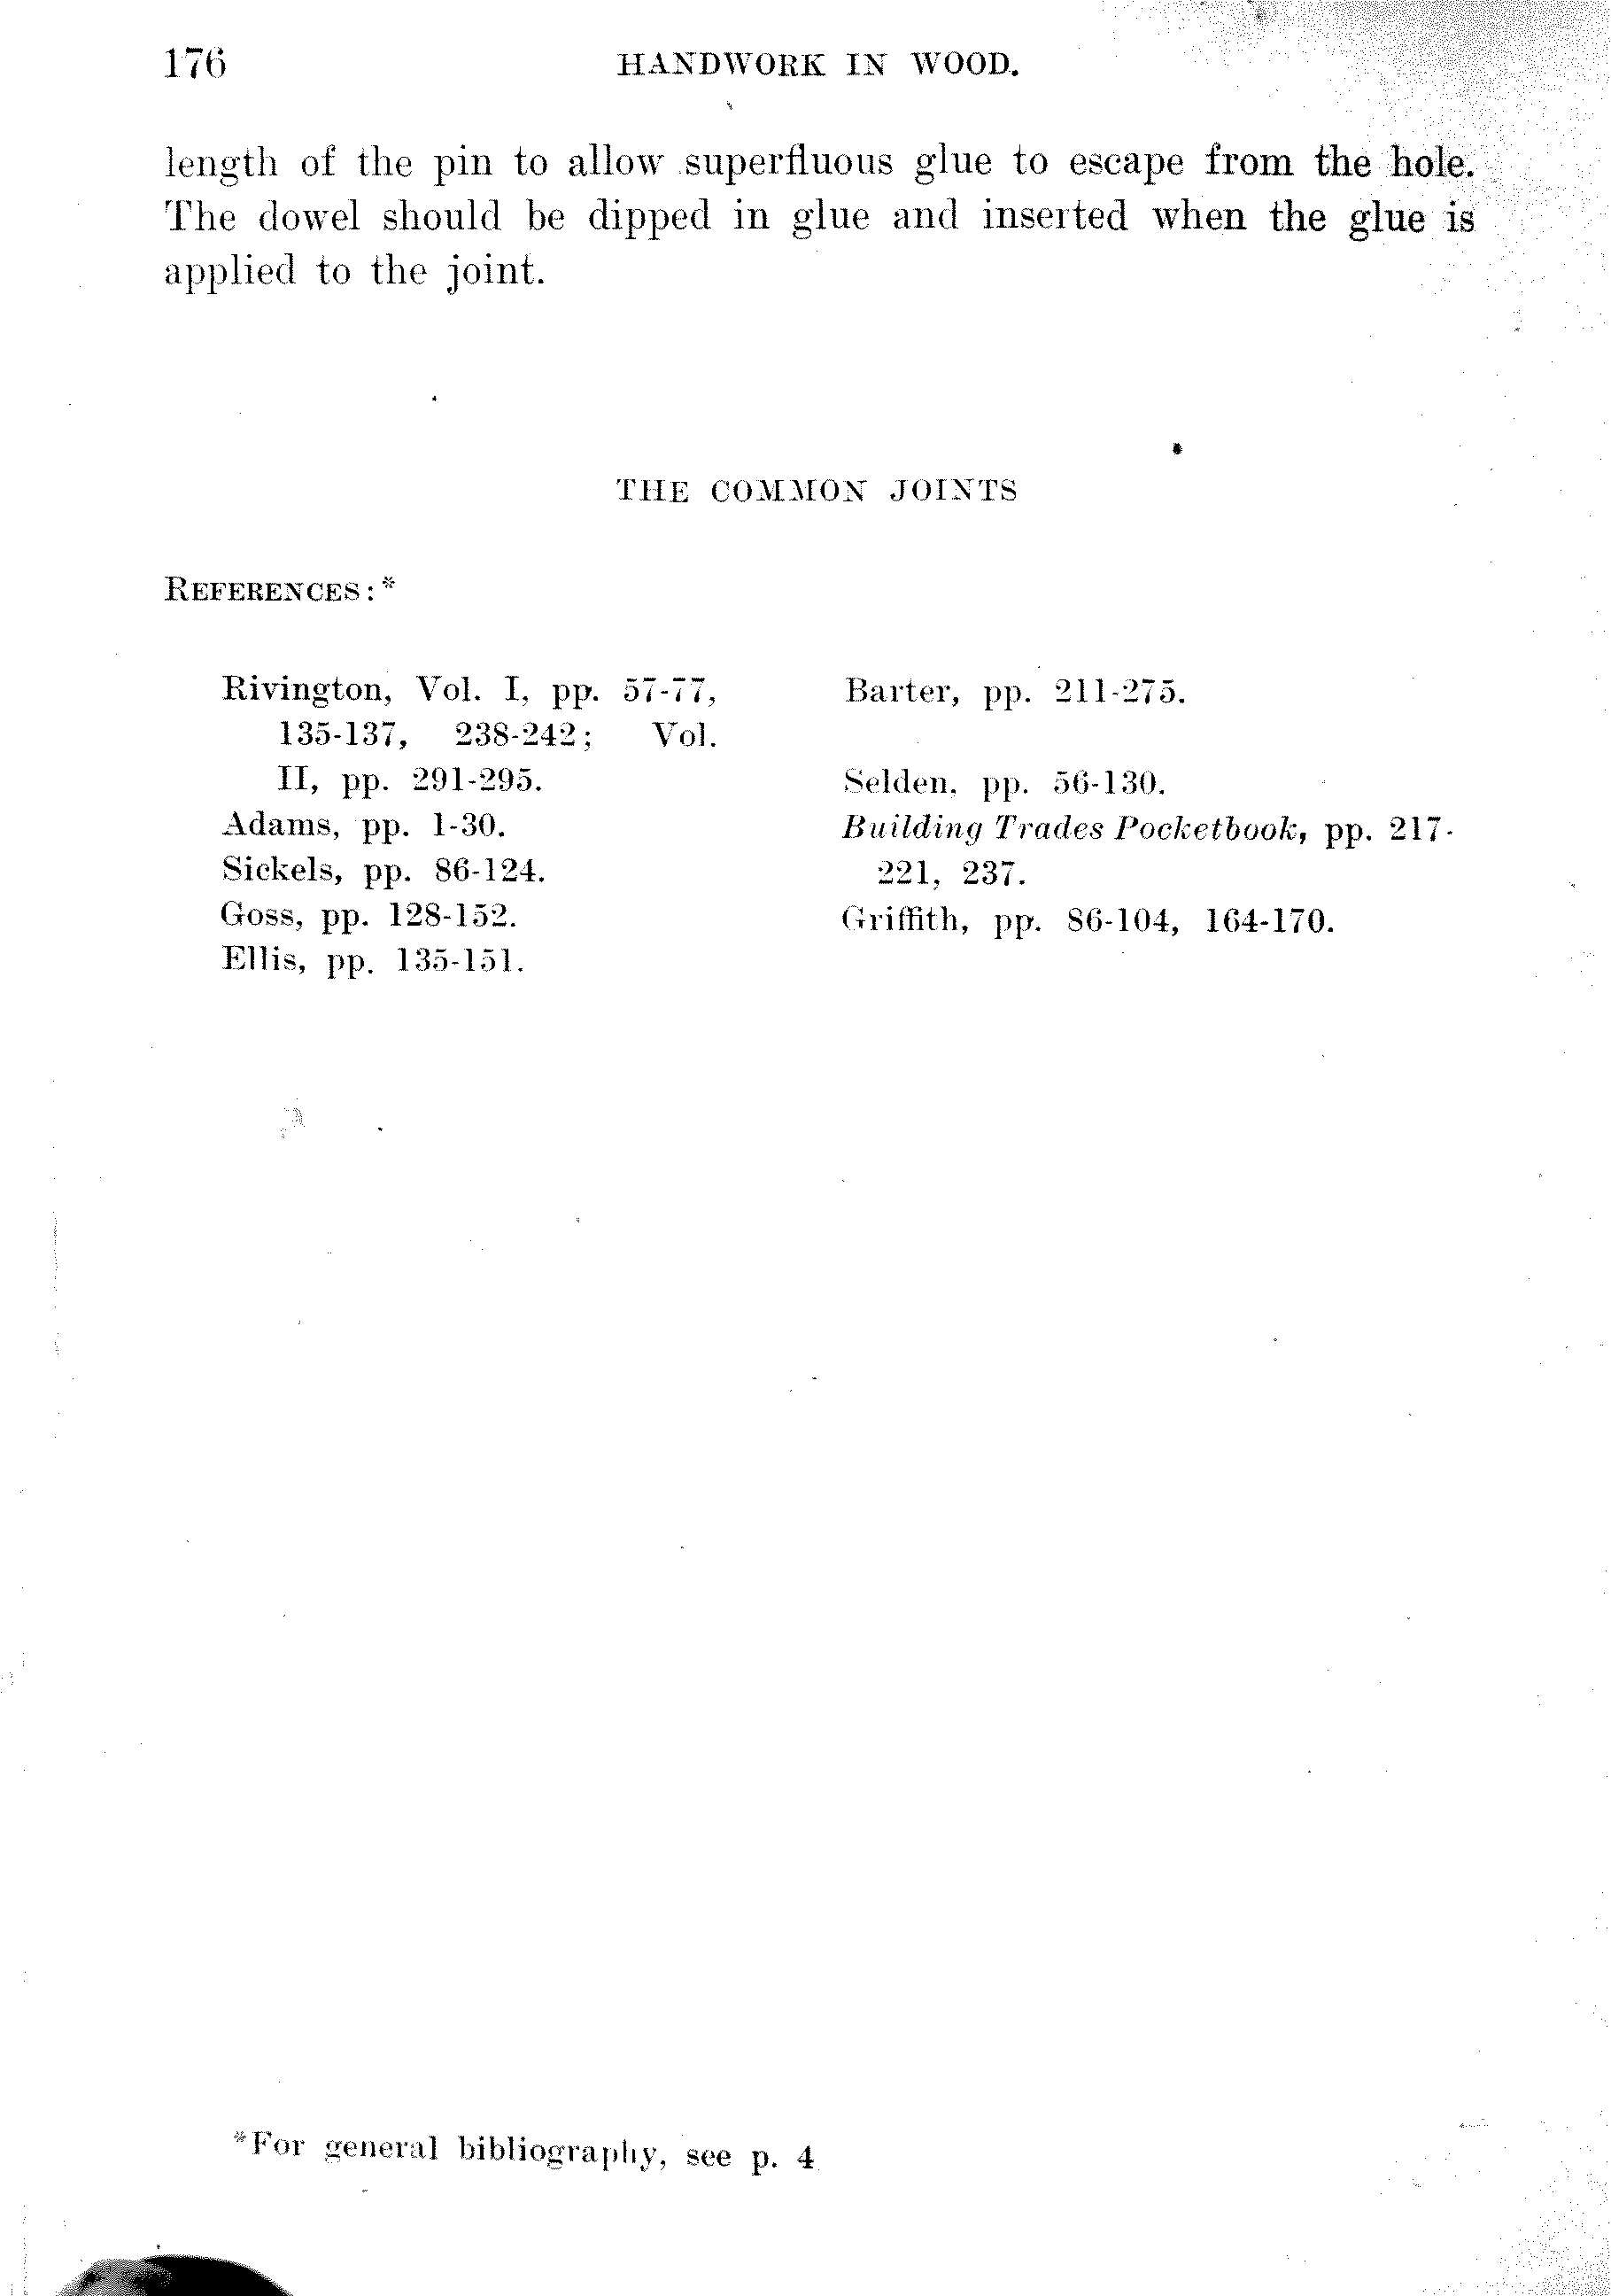 176 HANDWORK IN WOOD.
length of the pin to allow superfluous glue to escape from the hole.
The dowel should be dipped in glue and inserted when the glue is
applied to the joint.
THE COMMON JOINTS
REFERENCES:*
Rivington, Vol. I, pp. 57-77,
135-137, 238-242; Vol.
II, pp. 291-295.
Adams, pp. 1-30.
Sickels, pp. 86-124.
Goss, pp. 128-152.
Ellis, pp. 135-151.
Barter, pp. 211-275.
Selden, pp. 56-130.
Building Trades Pocketbook, pp. 217-
221, 237.
Griffith, pp. 86-104, 164-170.
*For general bibliography, see p. 4